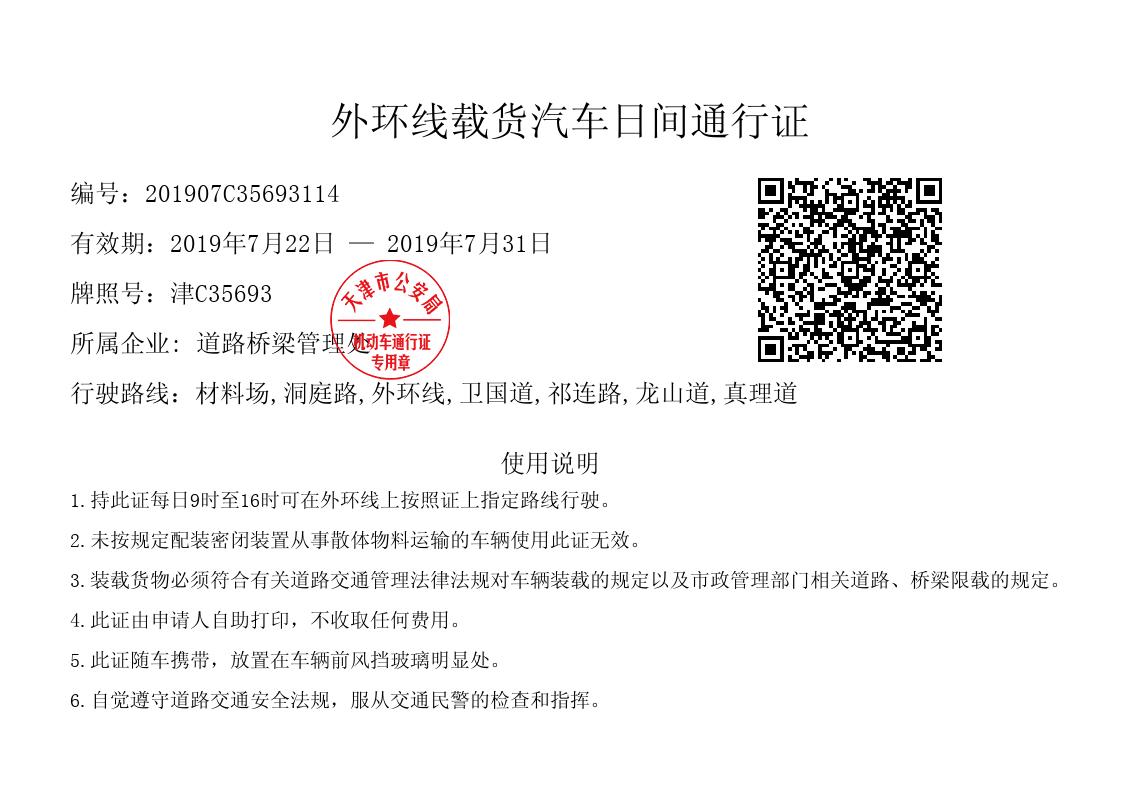 外环线载货汽车日间通行证
编号：201907C35693114
有效期：2019年7月22日 — 2019年7月31日
牌照号：津C35693
天津市公安局
所属企业：道路桥梁管理处
机动车通行证
专用章
行驶路线：材料场,洞庭路,外环线,卫国道,祁连路,龙山道,真理道
使用说明
1.持此证每日9时至16时可在外环线上按照证上指定路线行驶。
2.未按规定配装密闭装置从事散体物料运输的车辆使用此证无效。
3.装载货物必须符合有关道路交通管理法律法规对车辆装载的规定以及市政管理部门相关道路、桥梁限载的规定。
4.此证由申请人自助打印，不收取任何费用。
5.此证随车携带，放置在车辆前风挡玻璃明显处。
6.自觉遵守道路交通安全法规，服从交通民警的检查和指挥。